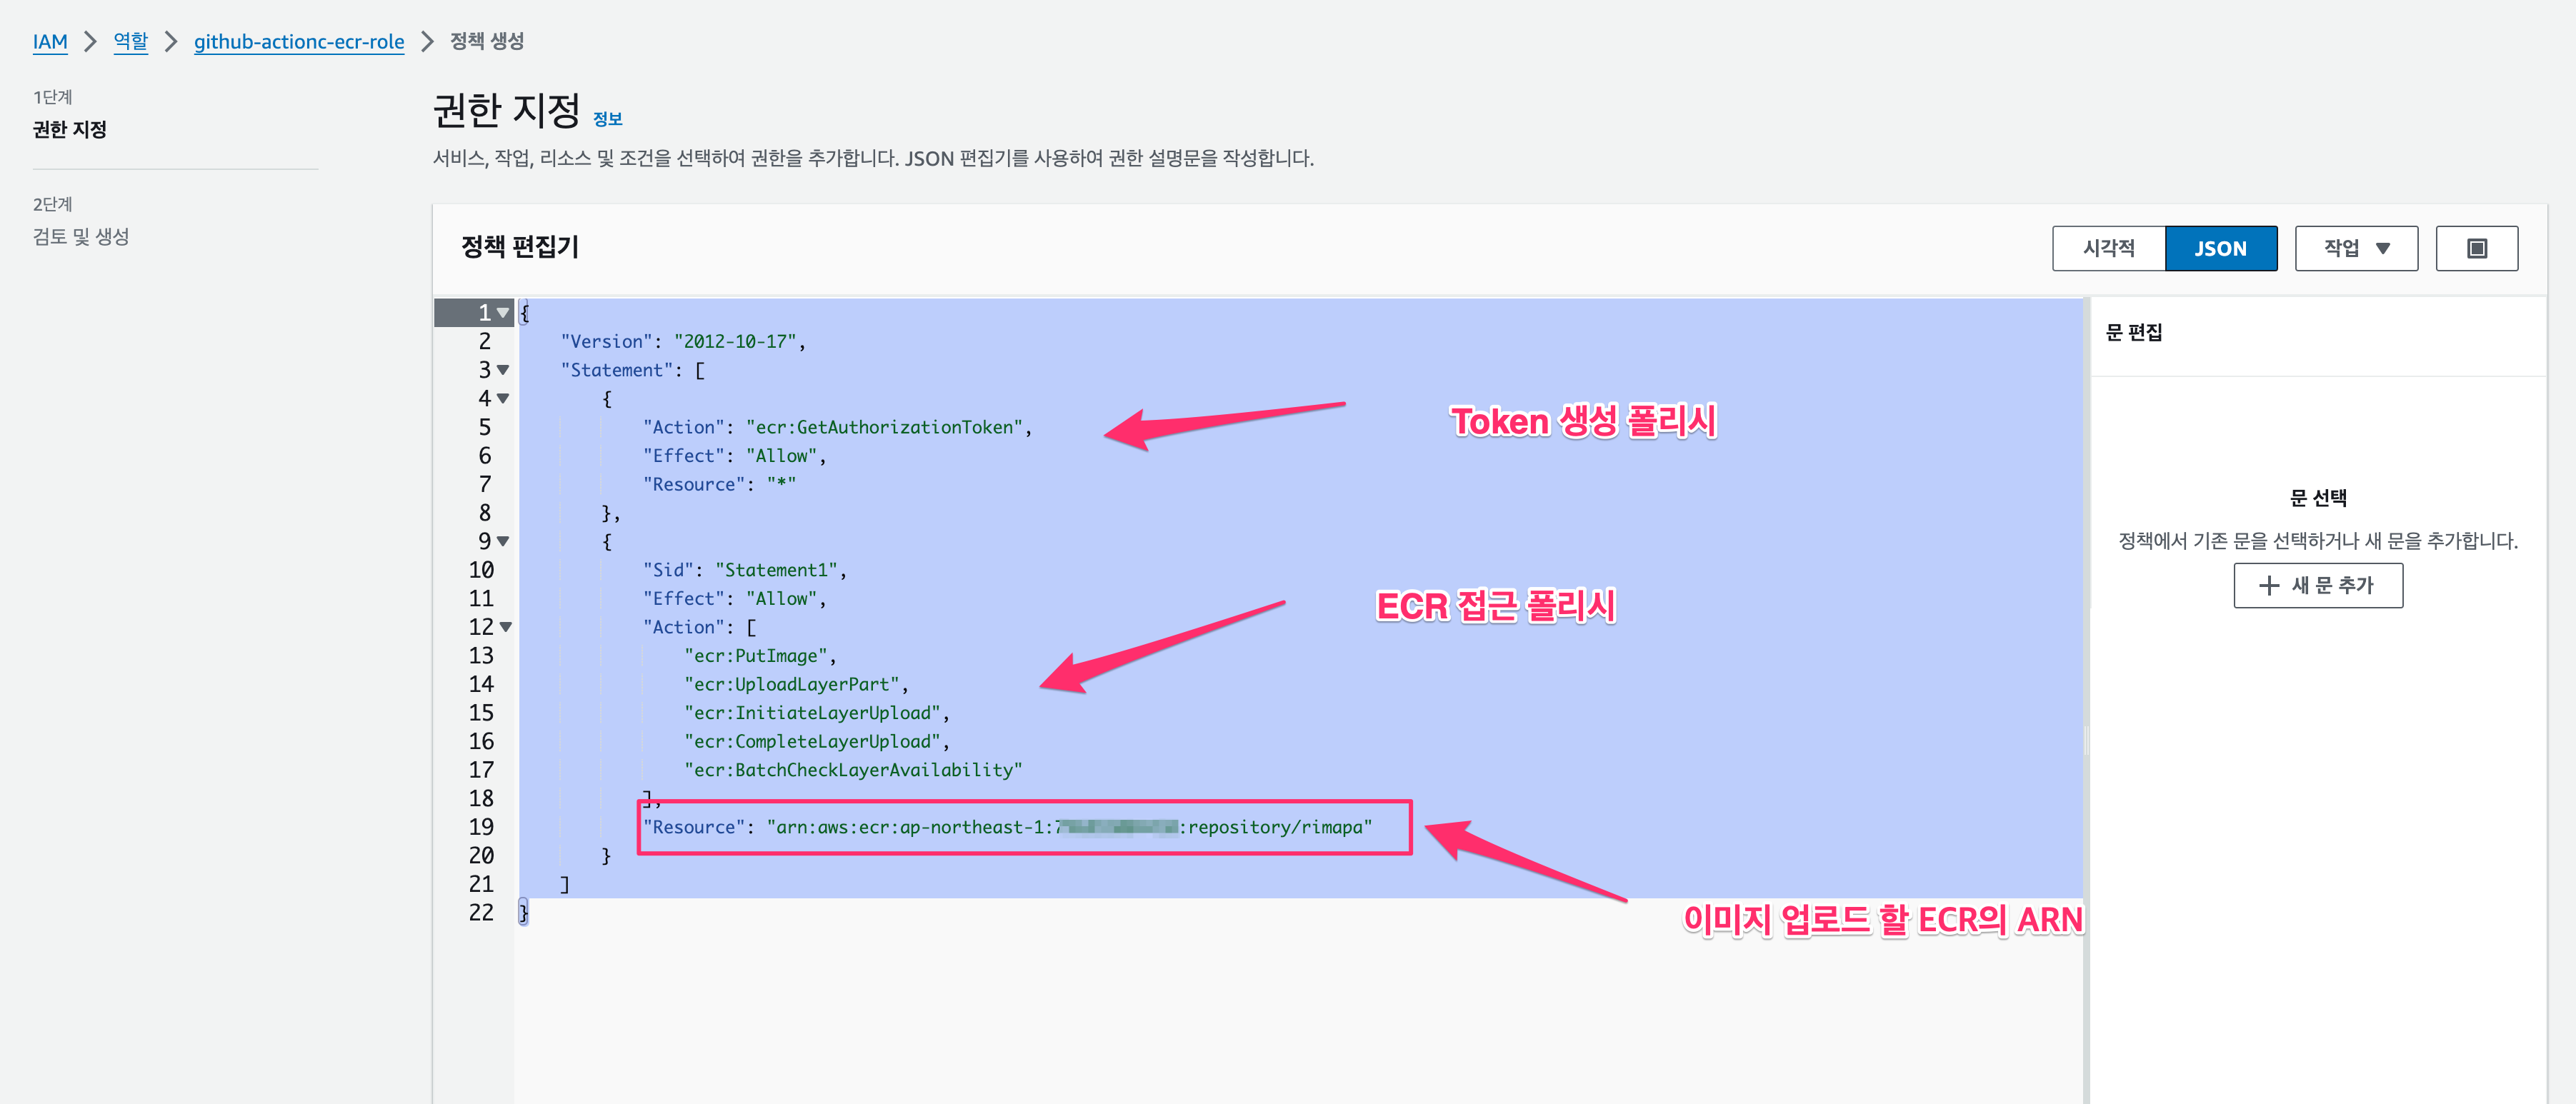 IAM > 역할 > github-actionc-ecr-role > 정책 생성
1단계
권한 지정
2단계
검토 및 생성
권한 지정 정보
서비스, 작업, 리소스 및 조건을 선택하여 권한을 추가합니다. JSON 편집기를 사용하여 권한 설명문을 작성합니다.
정책 편집기
시각적 JSON 작업
1 {
2 "Version": "2012-10-17",
3 "Statement": [
4 {
5 "Action": "ecr:GetAuthorizationToken",
6 "Effect": "Allow",
7 "Resource": "*"
8 },
9 {
10 "Sid": "Statement1",
11 "Effect": "Allow",
12 "Action": [
13 "ecr:PutImage",
14 "ecr:UploadLayerPart",
15 "ecr:InitiateLayerUpload",
16 "ecr:CompleteLayerUpload",
17 "ecr:BatchCheckLayerAvailability"
18 ],
19 "Resource": "arn:aws:ecr:ap-northeast-1:7 :repository/rimapa"
20 }
21 ]
22 }
Token 생성 폴리시
ECR 접근 폴리시
이미지 업로드 할 ECR의 ARN
문 편집
문 선택
정책에서 기존 문을 선택하거나 새 문을 추가합니다.
+ 새 문 추가